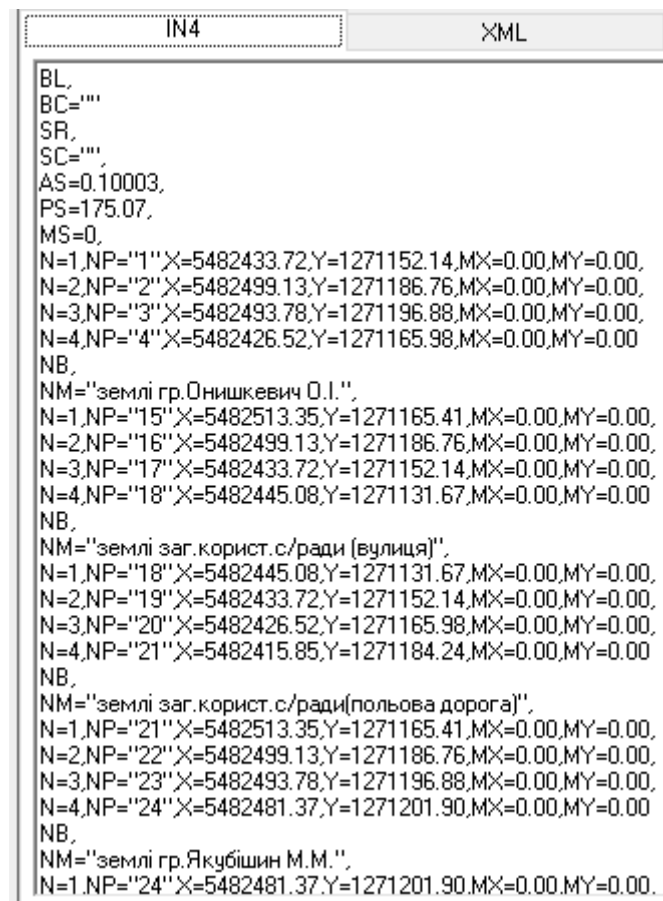 IN4
XML
BL,
BC=""
SR,
SC="",
AS=0.10003,
PS=175.07,
MS=0,
N=1,NP="1",X=5482433.72,Y=1271152.14,MX=0.00,MY=0.00,
N=2,NP="2",X=5482499.13,Y=1271186.76,MX=0.00,MY=0.00,
N=3,NP="3",X=5482493.78,Y=1271196.88,MX=0.00,MY=0.00,
N=4,NP="4",X=5482426.52,Y=1271165.98,MX=0.00,MY=0.00
NB,
NM="землі гр.Онишкевич О.І.",
N=1,NP="15",X=5482513.35,Y=1271165.41,MX=0.00,MY=0.00,
N=2,NP="16",X=5482499.13,Y=1271186.76,MX=0.00,MY=0.00,
N=3,NP="17",X=5482433.72,Y=1271152.14,MX=0.00,MY=0.00,
N=4,NP="18",X=5482445.08,Y=1271131.67,MX=0.00,MY=0.00
NB,
NM="землі заг.корист.с/ради (вулиця)",
N=1,NP="18",X=5482445.08,Y=1271131.67,MX=0.00,MY=0.00,
N=2,NP="19",X=5482433.72,Y=1271152.14,MX=0.00,MY=0.00,
N=3,NP="20",X=5482426.52,Y=1271165.98,MX=0.00,MY=0.00,
N=4,NP="21",X=5482415.85,Y=1271184.24,MX=0.00,MY=0.00
NB,
NM="землі заг.корист.с/ради(польова дорога)",
N=1,NP="21",X=5482513.35,Y=1271165.41,MX=0.00,MY=0.00,
N=2,NP="22",X=5482499.13,Y=1271186.76,MX=0.00,MY=0.00,
N=3,NP="23",X=5482493.78,Y=1271196.88,MX=0.00,MY=0.00,
N=4,NP="24",X=5482481.37,Y=1271201.90,MX=0.00,MY=0.00
NB,
NM="землі гр.Якубішин М.М.",
N=1,NP="24",X=5482481.37,Y=1271201.90,MX=0.00,MY=0.00,